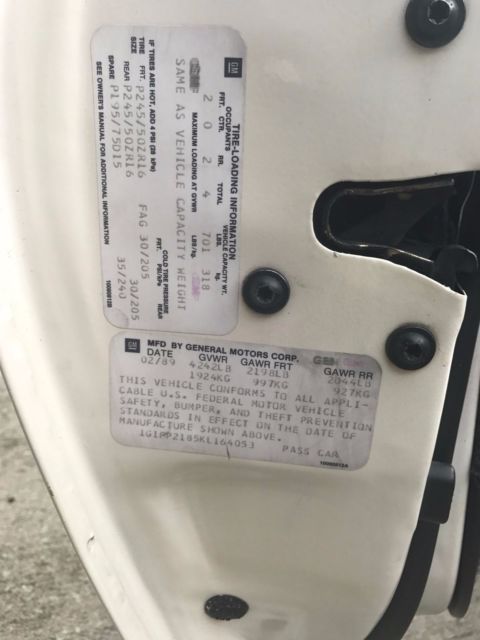 GM
TIRE-LOADING INFORMATION
OCCUPANTS VEHICLE CAPACITY WT.
FRT. CTR. RR. TOTAL LBS. kg.
2 0 2 4 701 318
MAXIMUM LOADING AT GVWR LBS/kg.
SAME AS VEHICLE CAPACITY WEIGHT
COLD TIRE PRESSURE
FRT. REAR
PSI/kPa
IF TIRES ARE HOT, ADD 4 PSI (28 kPa)
TIRE SIZE
FRT. P245/50ZR16 FAG 30/205
REAR P245/50ZR16 30/205
SPARE P195/75D15 35/240
SEE OWNER'S MANUAL FOR ADDITIONAL INFORMATION
GM
MFD BY GENERAL MOTORS CORP.
DATE GVWR GAWR FRT GAWR RR
02/89 4242LB 2198LB 2044LB
1924KG 997KG 927KG
THIS VEHICLE CONFORMS TO ALL APPLI-
CABLE U.S. FEDERAL MOTOR VEHICLE
SAFETY, BUMPER, AND THEFT PREVENTION
STANDARDS IN EFFECT ON THE DATE OF
MANUFACTURE SHOWN ABOVE.
PASS CAR